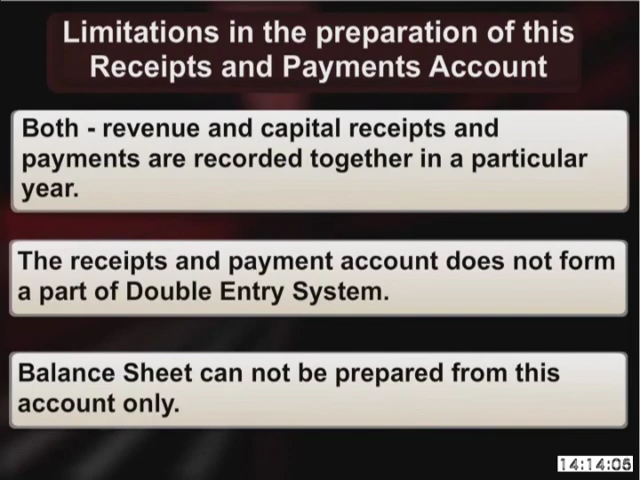 Limitations in the preparation of this
Receipts and Payments Account
Both - revenue and capital receipts and
payments are recorded together in a particular
year.
The receipts and payment account does not form
a part of Double Entry System.
Balance Sheet can not be prepared from this
account only.
14:14:05